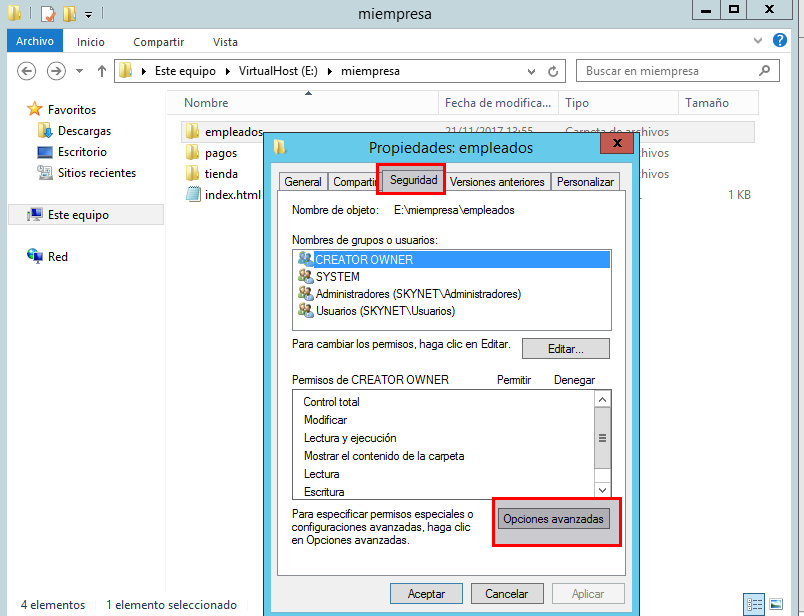 miempresa
Archivo Inicio Compartir Vista
Este equipo VirtualHost (E:) miempresa
Buscar en miempresa
Nombre Fecha de modifica... Tipo Tamaño
Favoritos
Descargas
Escritorio
Sitios recientes
Este equipo
Red
empleados 21/11/2017 13:55 Carpeta de archivos
pagos hivos
tienda hivos
index.html 1 KB
Propiedades: empleados
General Compartir Seguridad Versiones anteriores Personalizar
Nombre de objeto: E:\miempresa\empleados
Nombres de grupos o usuarios:
CREATOR OWNER
SYSTEM
Administradores (SKYNET\Administradores)
Usuarios (SKYNET\Usuarios)
Para cambiar los permisos, haga clic en Editar.
Editar...
Permisos de CREATOR OWNER Permitir Denegar
Control total
Modificar
Lectura y ejecución
Mostrar el contenido de la carpeta
Lectura
Escritura
Para especificar permisos especiales o
configuraciones avanzadas, haga clic
en Opciones avanzadas.
Opciones avanzadas
Aceptar Cancelar Aplicar
4 elementos 1 elemento seleccionado